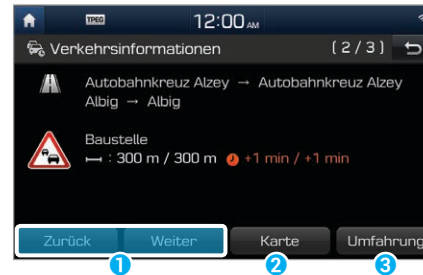 TPEG 12:00 AM
Verkehrsinformationen (2/3)
Autobahnkreuz Alzey → Autobahnkreuz Alzey
Albig → Albig
Baustelle
: 300 m / 300 m +1 min / +1 min
Zurück Weiter Karte Umfahrung
1 2 3